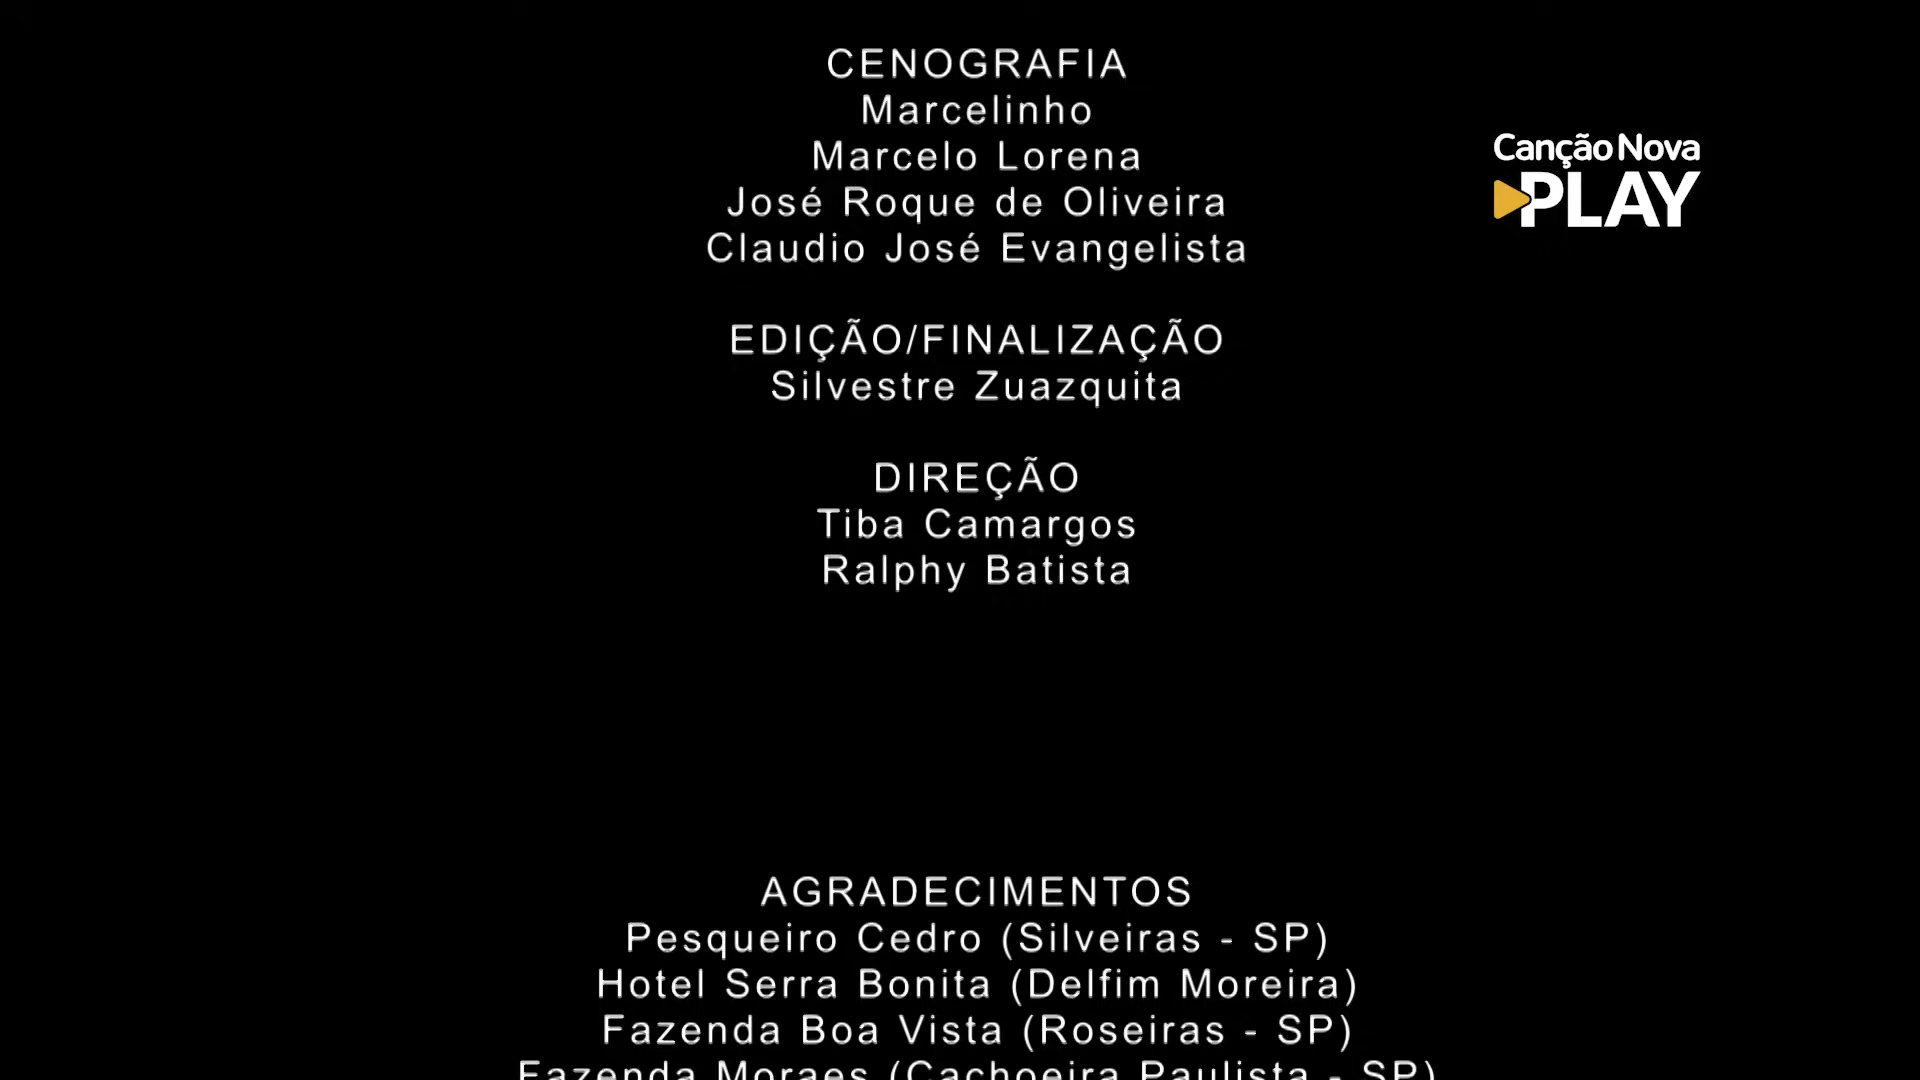 CENOGRAFIA
Marcelinho
Marcelo Lorena
José Roque de Oliveira
Claudio José Evangelista
Canção Nova
PLAY
EDIÇÃO/FINALIZAÇÃO
Silvestre Zuazquita
DIREÇÃO
Tiba Camargos
Ralphy Batista
AGRADECIMENTOS
Pesqueiro Cedro (Silveiras - SP)
Hotel Serra Bonita (Delfim Moreira)
Fazenda Boa Vista (Roseiras - SP)
Fazenda Moraes (Cachoeira Paulista - SP)